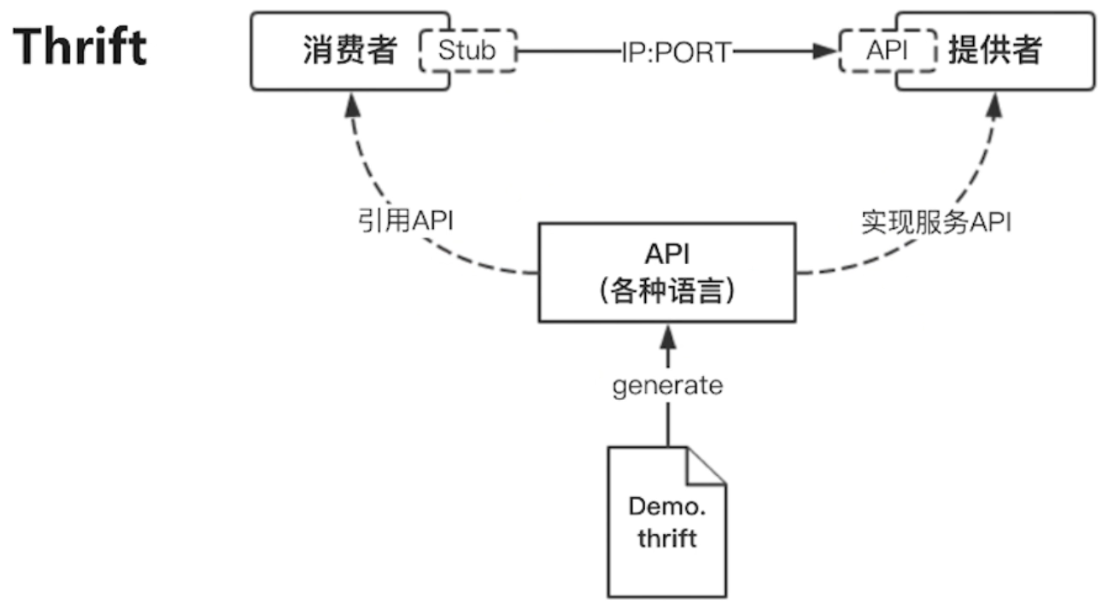 Thrift
消费者
Stub
IP:PORT
API
提供者
引用API
实现服务API
API
(各种语言)
generate
Demo.
thrift